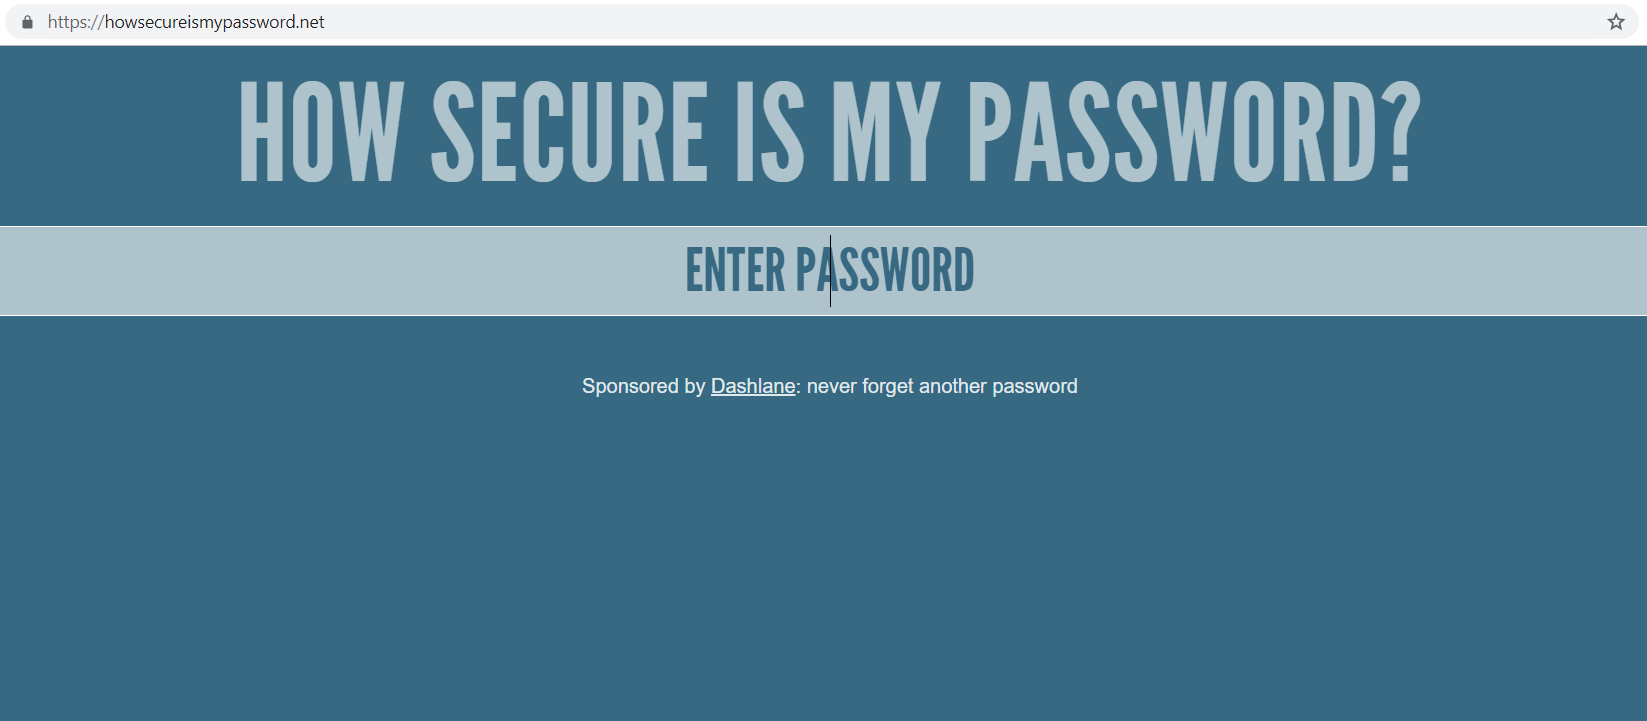 https://howsecureismypassword.net
HOW SECURE IS MY PASSWORD?
ENTER PASSWORD
Sponsored by Dashlane: never forget another password